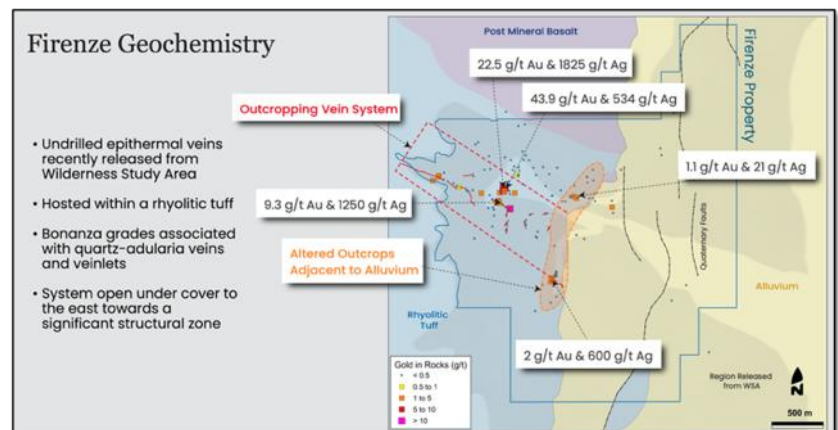 Firenze Geochemistry
• Undrilled epithermal veins
recently released from
Wilderness Study Area
• Hosted within a rhyolitic tuff
• Bonanza grades associated
with quartz-adularia veins
and veinlets
• System open under cover to
the east towards a
significant structural zone
Post Mineral Basalt
22.5 g/t Au & 1825 g/t Ag
43.9 g/t Au & 534 g/t Ag
Outcropping Vein System
1.1 g/t Au & 21 g/t Ag
9.3 g/t Au & 1250 g/t Ag
Altered Outcrops
Adjacent to Alluvium
Firenze Property
Quaternary Faults
Alluvium
Rhyolitic
Tuff
2 g/t Au & 600 g/t Ag
Gold in Rocks (g/t)
< 0.5
0.5 to 1
1 to 5
5 to 10
> 10
Region Released
from WSA
N
500 m